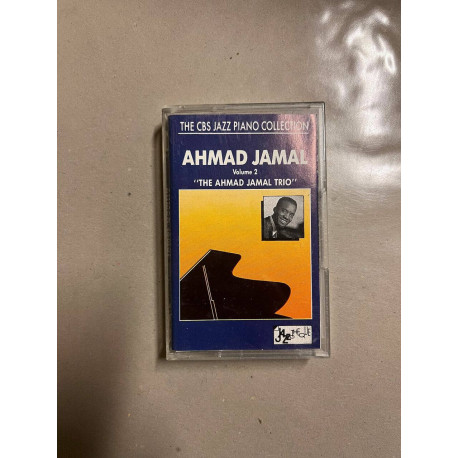 THE CBS JAZZ PIANO COLLECTION
AHMAD JAMAL
Volume 2
"THE AHMAD JAMAL TRIO"